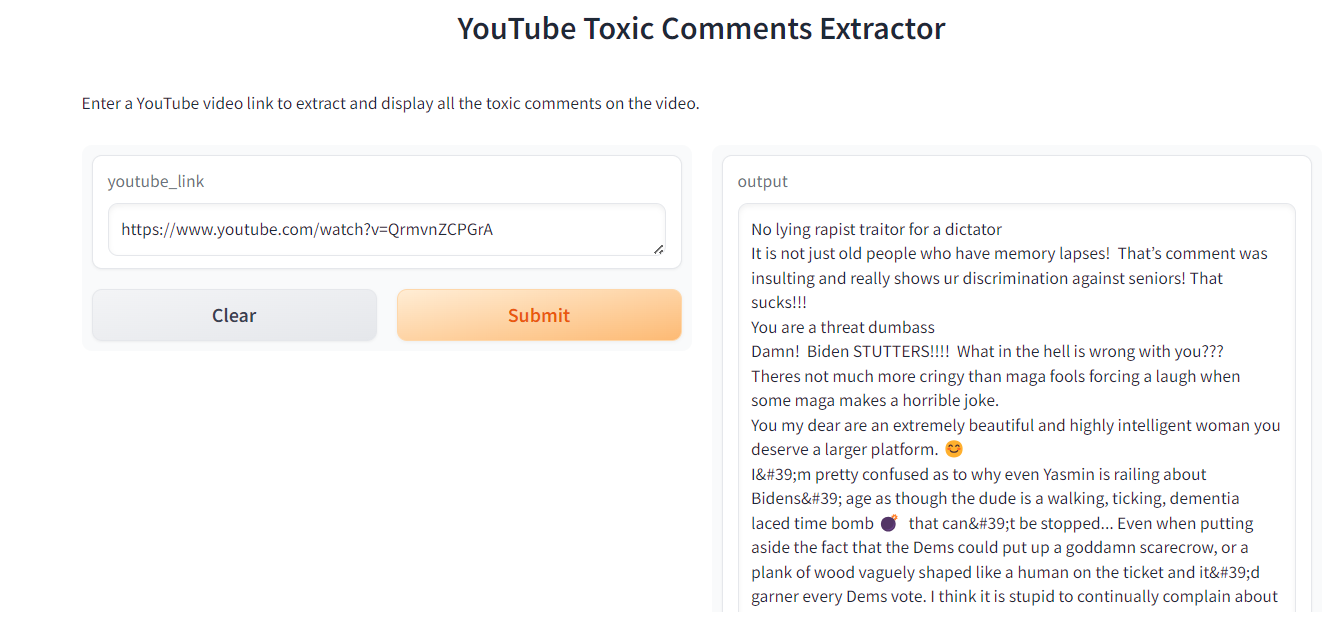 YouTube Toxic Comments Extractor
Enter a YouTube video link to extract and display all the toxic comments on the video.
youtube_link
https://www.youtube.com/watch?v=QrmvnZCPGrA
Clear
Submit
output
No lying rapist traitor for a dictator
It is not just old people who have memory lapses!  That’s comment was
insulting and really shows ur discrimination against seniors! That
sucks!!!
You are a threat dumbass
Damn!  Biden STUTTERS!!!!  What in the hell is wrong with you???
Theres not much more cringy than maga fools forcing a laugh when
some maga makes a horrible joke.
You my dear are an extremely beautiful and highly intelligent woman you
deserve a larger platform. 😊
I&#39;m pretty confused as to why even Yasmin is railing about
Bidens&#39; age as though the dude is a walking, ticking, dementia
laced time bomb 💣  that can&#39;t be stopped... Even when putting
aside the fact that the Dems could put up a goddamn scarecrow, or a
plank of wood vaguely shaped like a human on the ticket and it&#39;d
garner every Dems vote. I think it is stupid to continually complain about